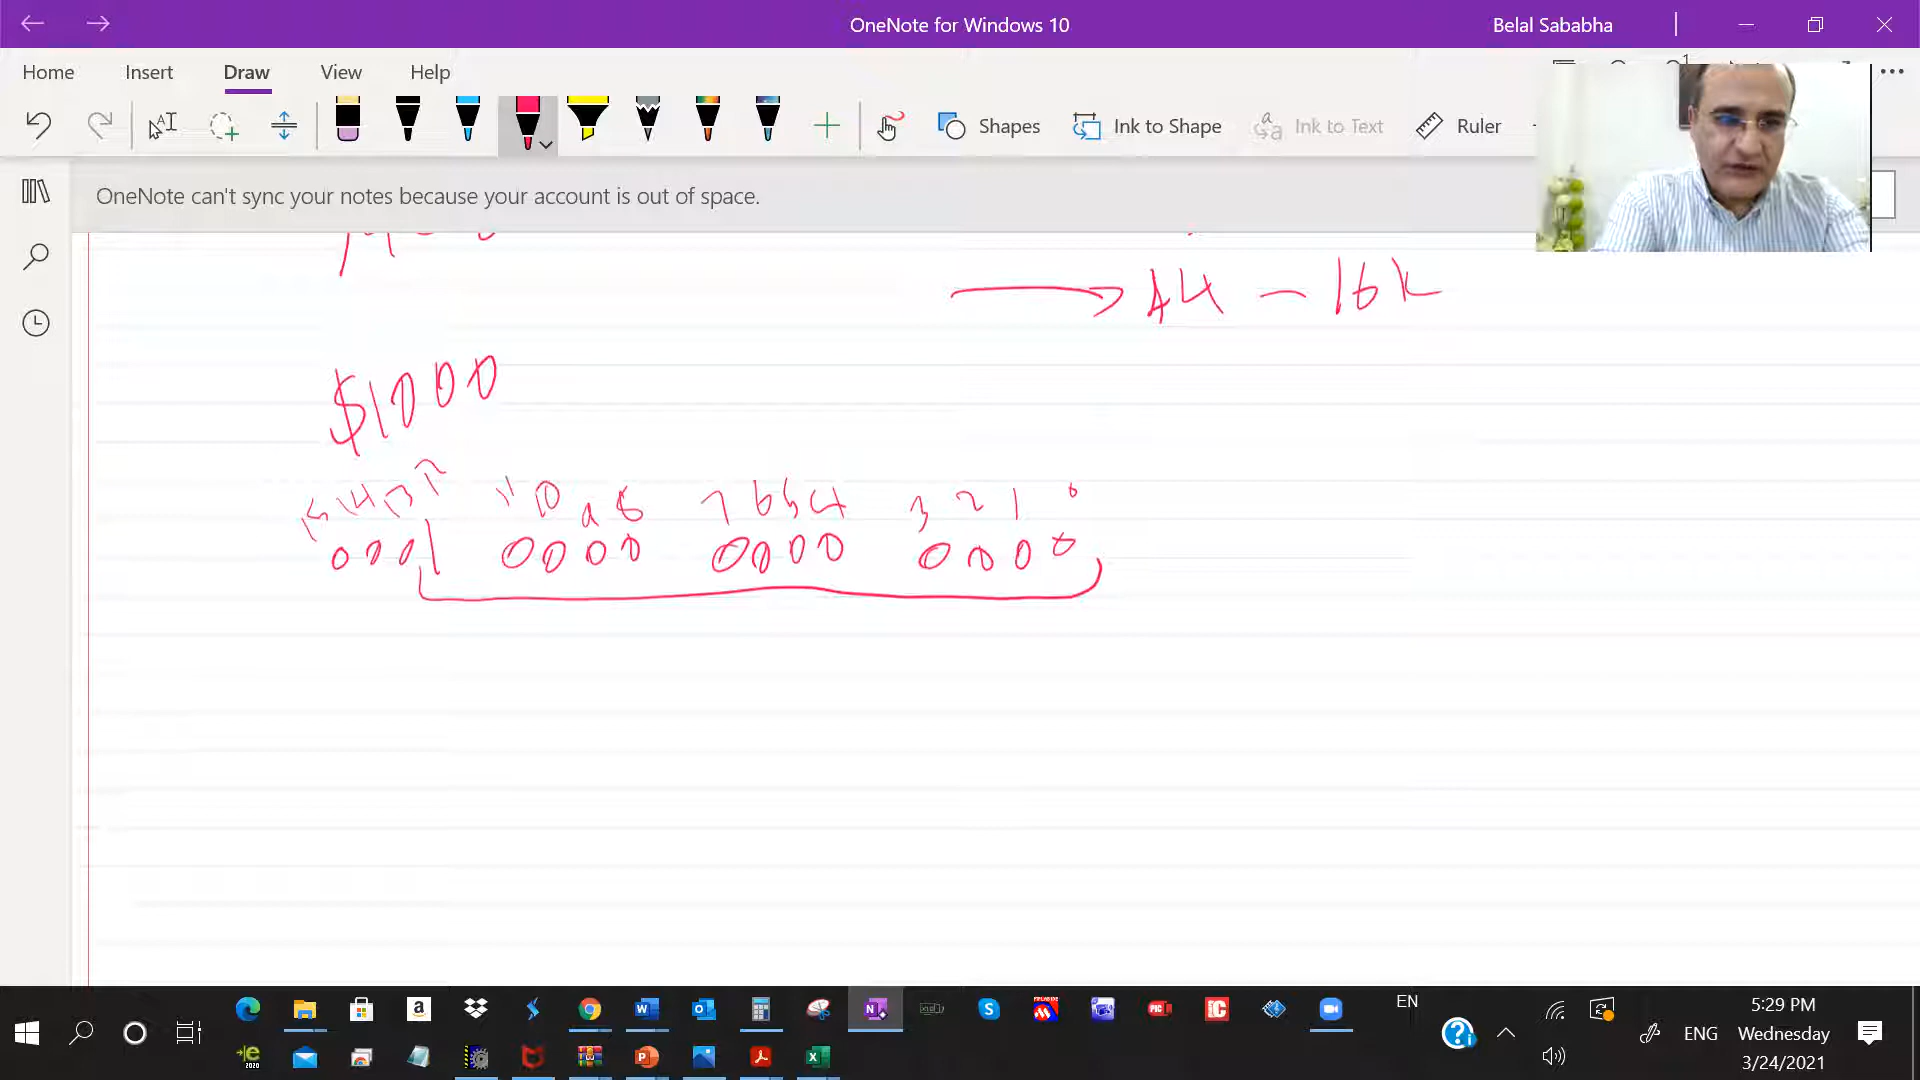 OneNote for Windows 10
Belal Sababha
Home Insert Draw View Help
Shapes Ink to Shape Ink to Text Ruler
OneNote can't sync your notes because your account is out of space.
→ A4 - 16k
$1000
15 14 13 12 11 10 9 8 7 6 5 4 3 2 1 0
0001 0000 0000 0000
EN
5:29 PM
ENG Wednesday
3/24/2021